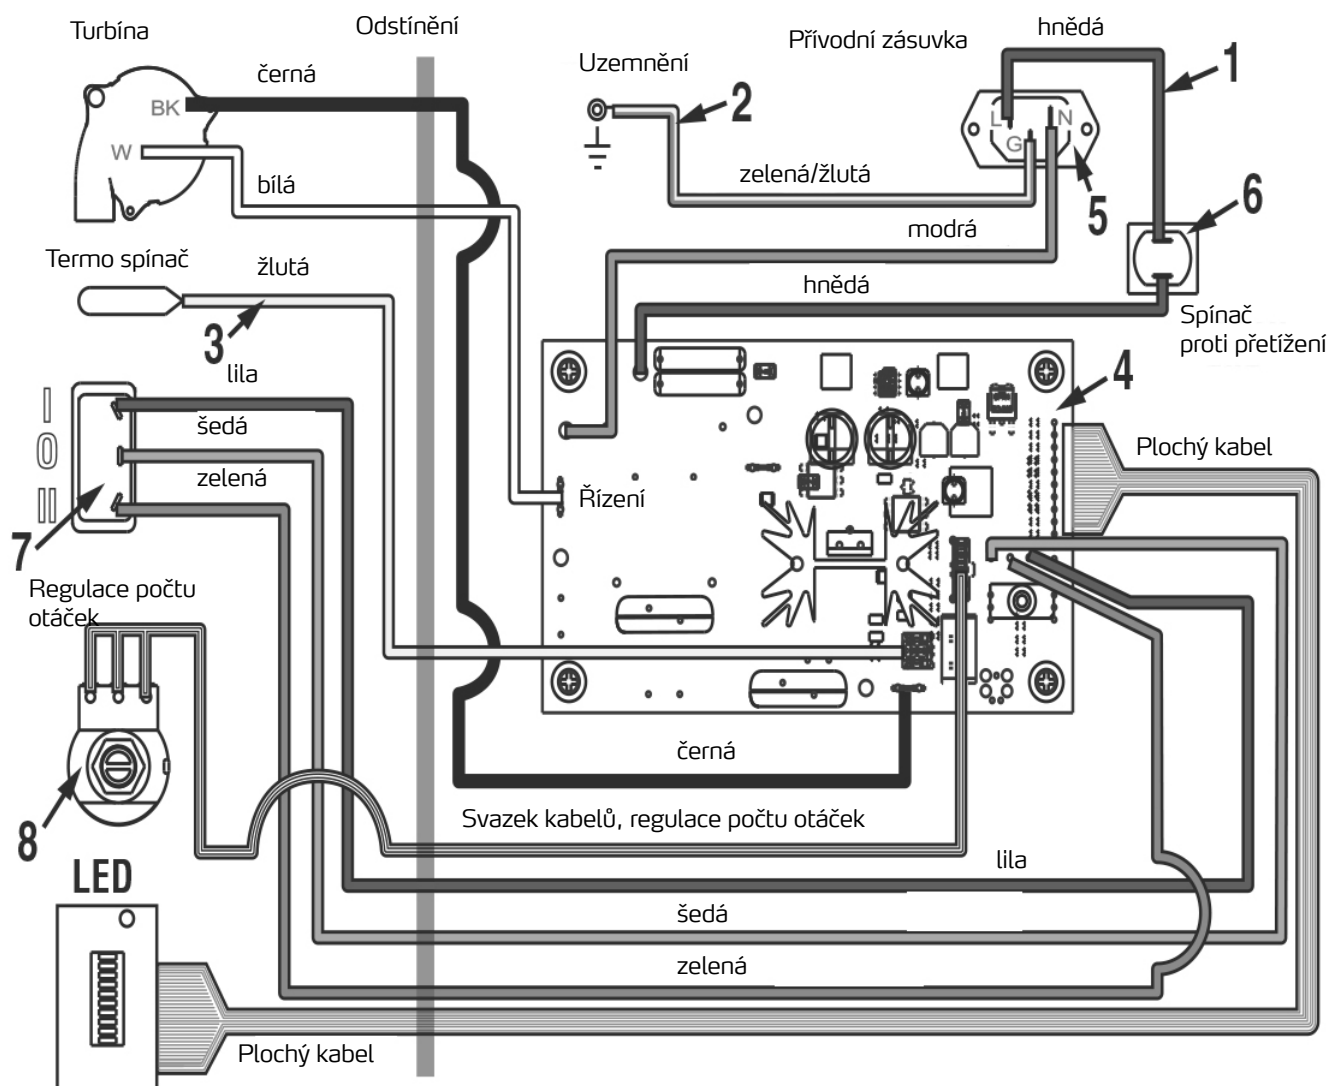 Turbína
Odstínění
Přívodní zásuvka
hnědá
černá
Uzemnění
1
BK
2
L
N
G
W
zelená/žlutá
5
6
bílá
modrá
Termo spínač
žlutá
hnědá
3
Spínač
proti přetížení
lila
4
I
šedá
0
Plochý kabel
zelená
II
Řízení
7
Regulace počtu
otáček
černá
8
Svazek kabelů, regulace počtu otáček
lila
LED
šedá
zelená
Plochý kabel